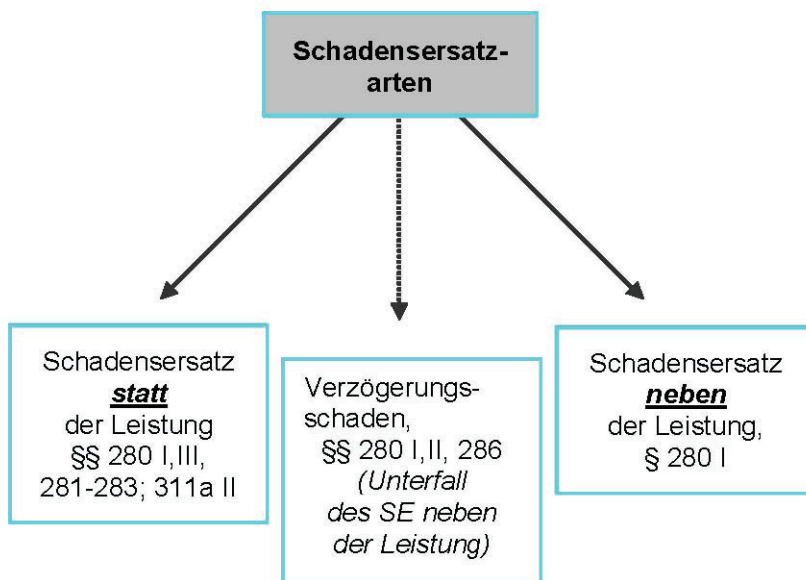 Schadensersatz-
arten
Schadensersatz
statt
der Leistung
§§ 280 I,III,
281-283; 311a II
Verzögerungs-
schaden,
§§ 280 I,II, 286
(Unterfall
des SE neben
der Leistung)
Schadensersatz
neben
der Leistung,
§ 280 I